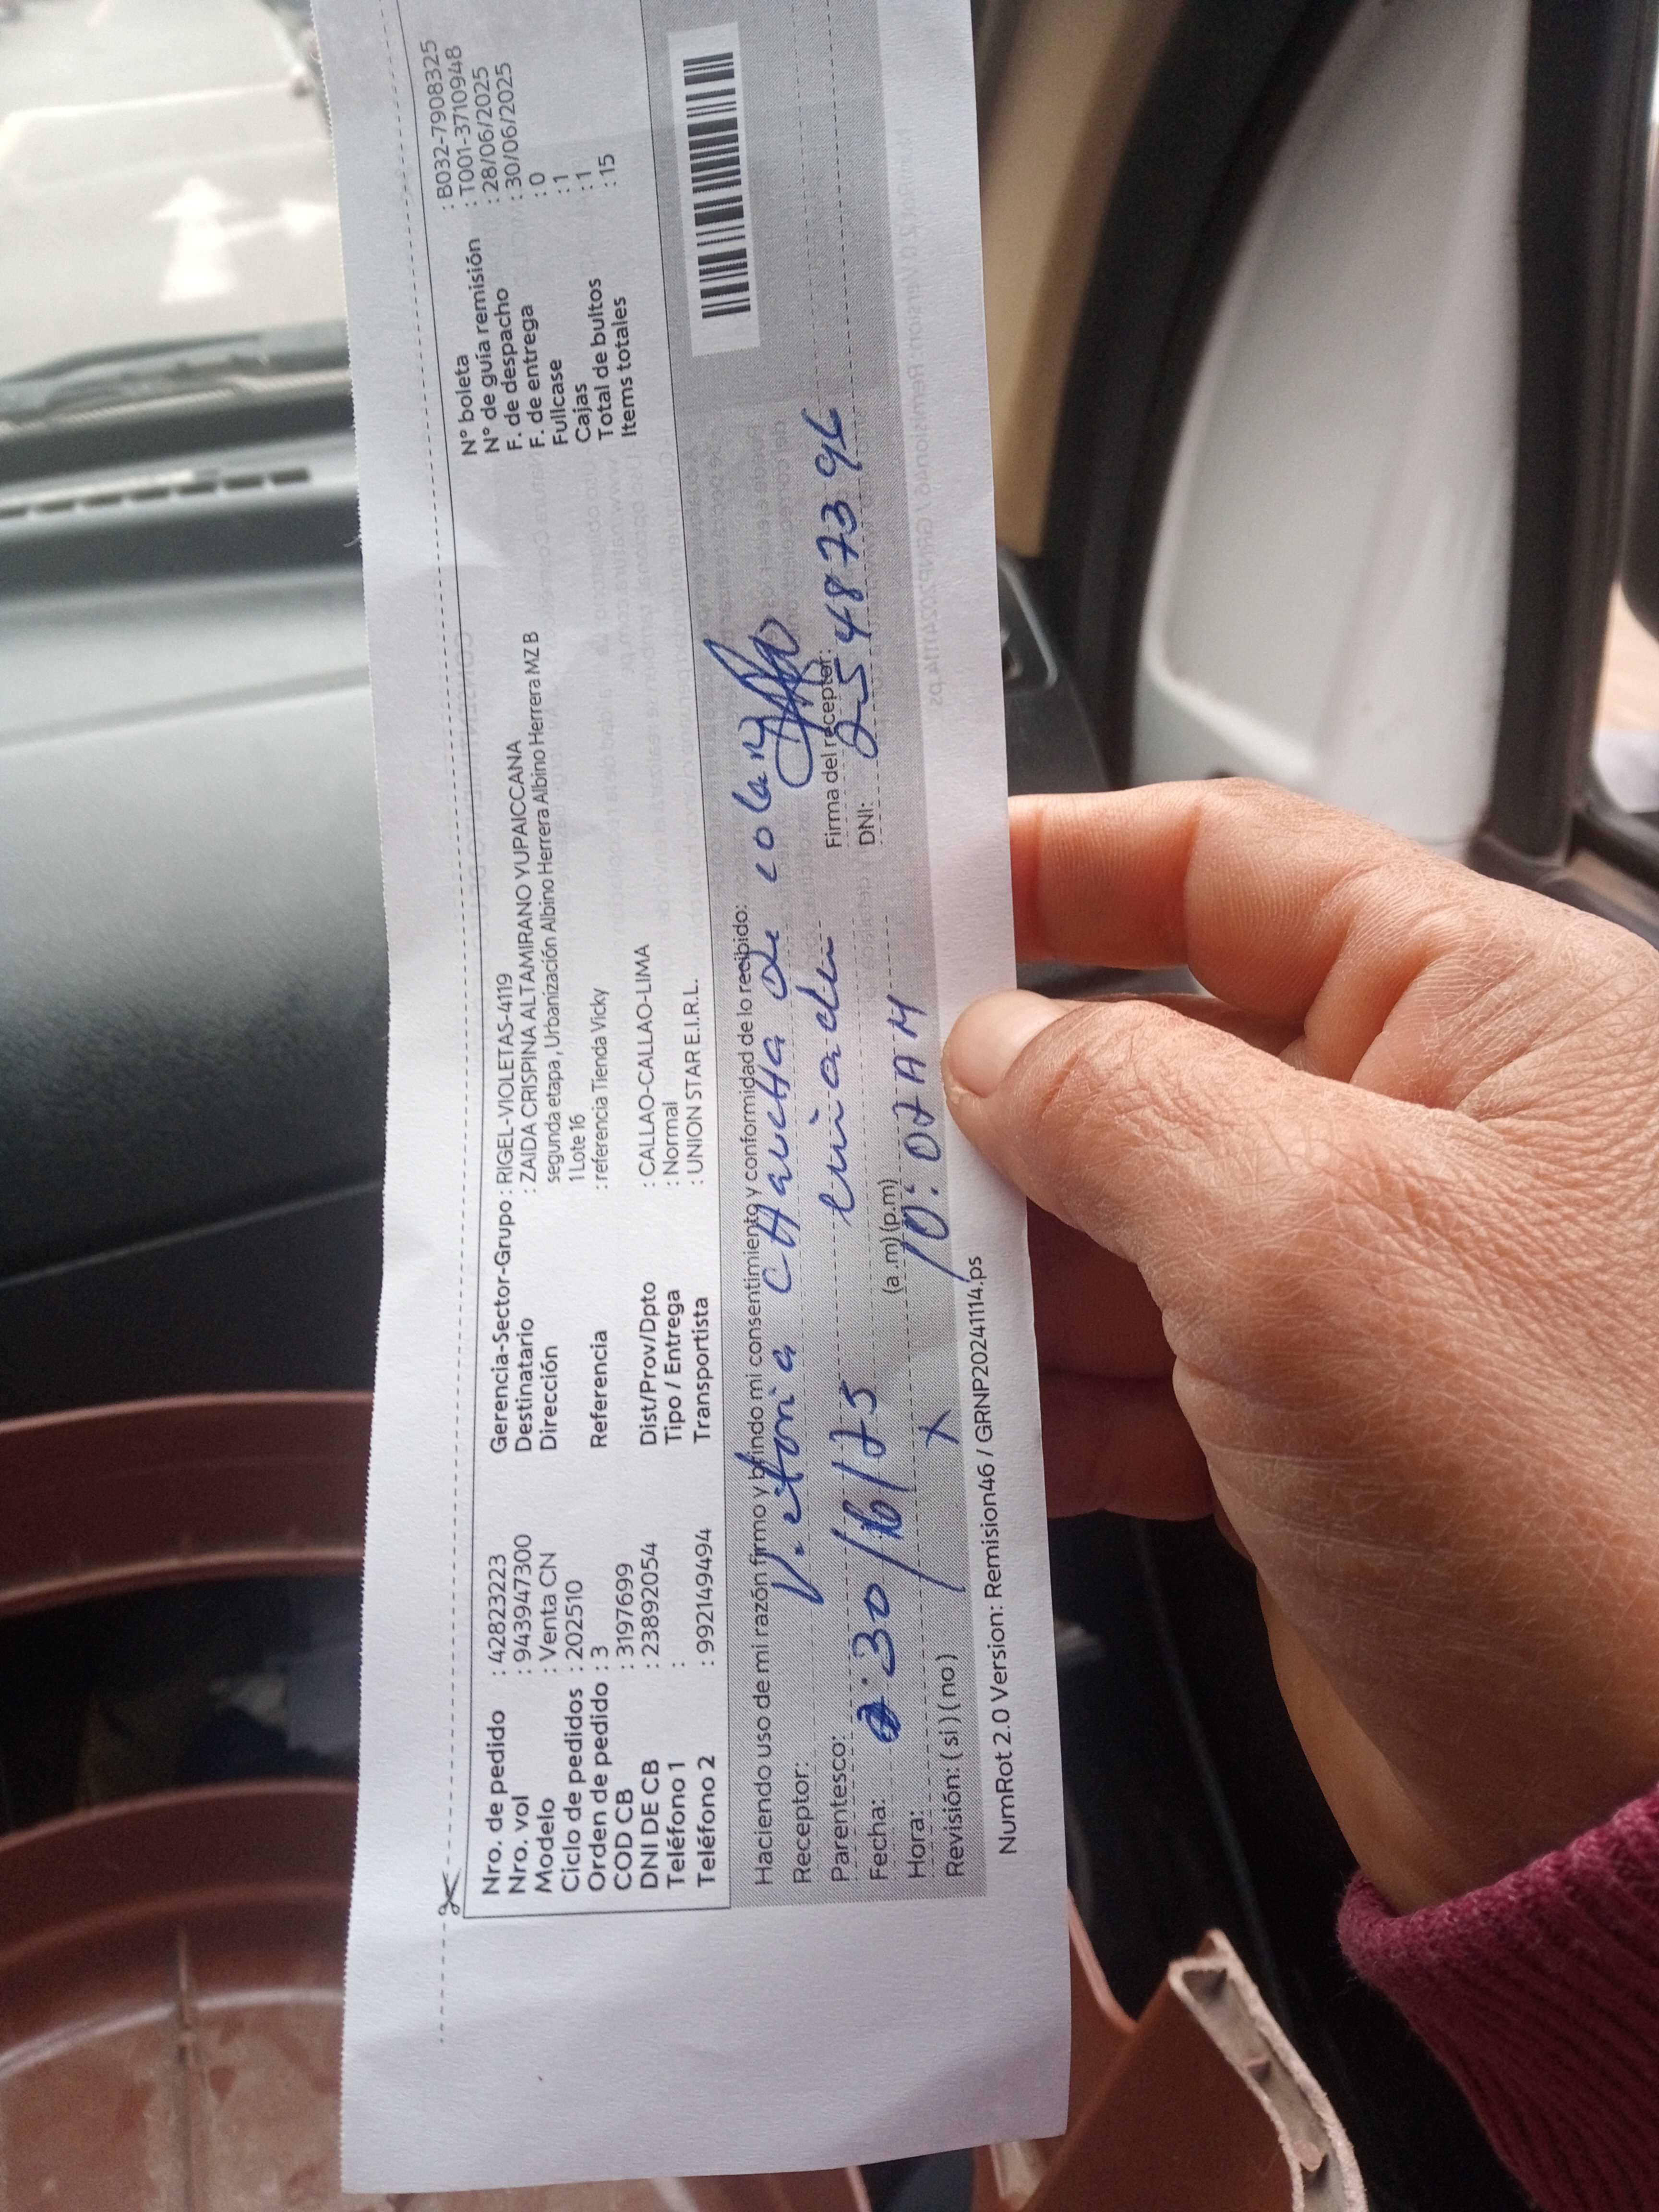 Nro. de pedido : 42823223
Nro. vol : 943947300
Modelo : Venta CN
Ciclo de pedidos : 202510
Orden de pedido : 3
COD CB : 3197699
DNI DE CB : 23892054
Teléfono 1 :
Teléfono 2 : 992149494
Gerencia-Sector-Grupo : RIGEL-VIOLETAS-4119
Destinatario : ZAIDA CRISPINA ALTAMIRANO YUPAICCANA
Dirección segunda etapa, Urbanización Albino Herrera Albino Herrera MZ B
1 Lote 16
Referencia : referencia Tienda Vicky
Dist/Prov/Dpto : CALLAO-CALLAO-LIMA
Tipo / Entrega : Normal
Transportista : UNION STAR E.I.R.L.
N° boleta : B032-7908325
N° de guía remisión : T001-3710948
F. de despacho : 28/06/2025
F. de entrega : 30/06/2025
Fullcase : 0
Cajas : 1
Total de bultos : 1
Items totales : 15
Haciendo uso de mi razón firmo y brindo mi consentimiento y conformidad de lo recibido:
Receptor: Victoria CHaucHa de
Parentesco:
Firma del receptor:
Fecha: 30/6/25
DNI: 25487396
Hora: (a.m) (p.m) 10:07 AM
Revisión: (si) (no) X
NumRot 2.0 Version: Remision46 / GRNP20241114.ps